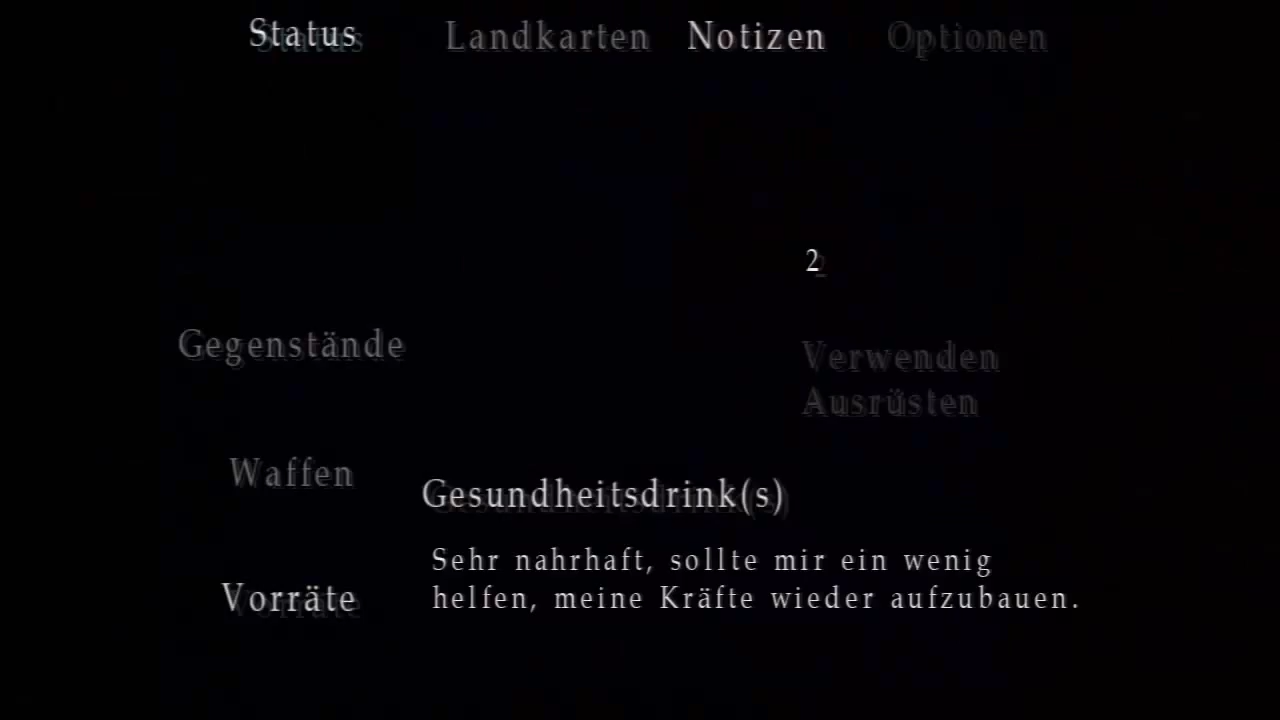 Status Landkarten Notizen Optionen
2
Gegenstände
Verwenden
Ausrüsten
Waffen
Gesundheitsdrink(s)
Sehr nahrhaft, sollte mir ein wenig
helfen, meine Kräfte wieder aufzubauen.
Vorräte